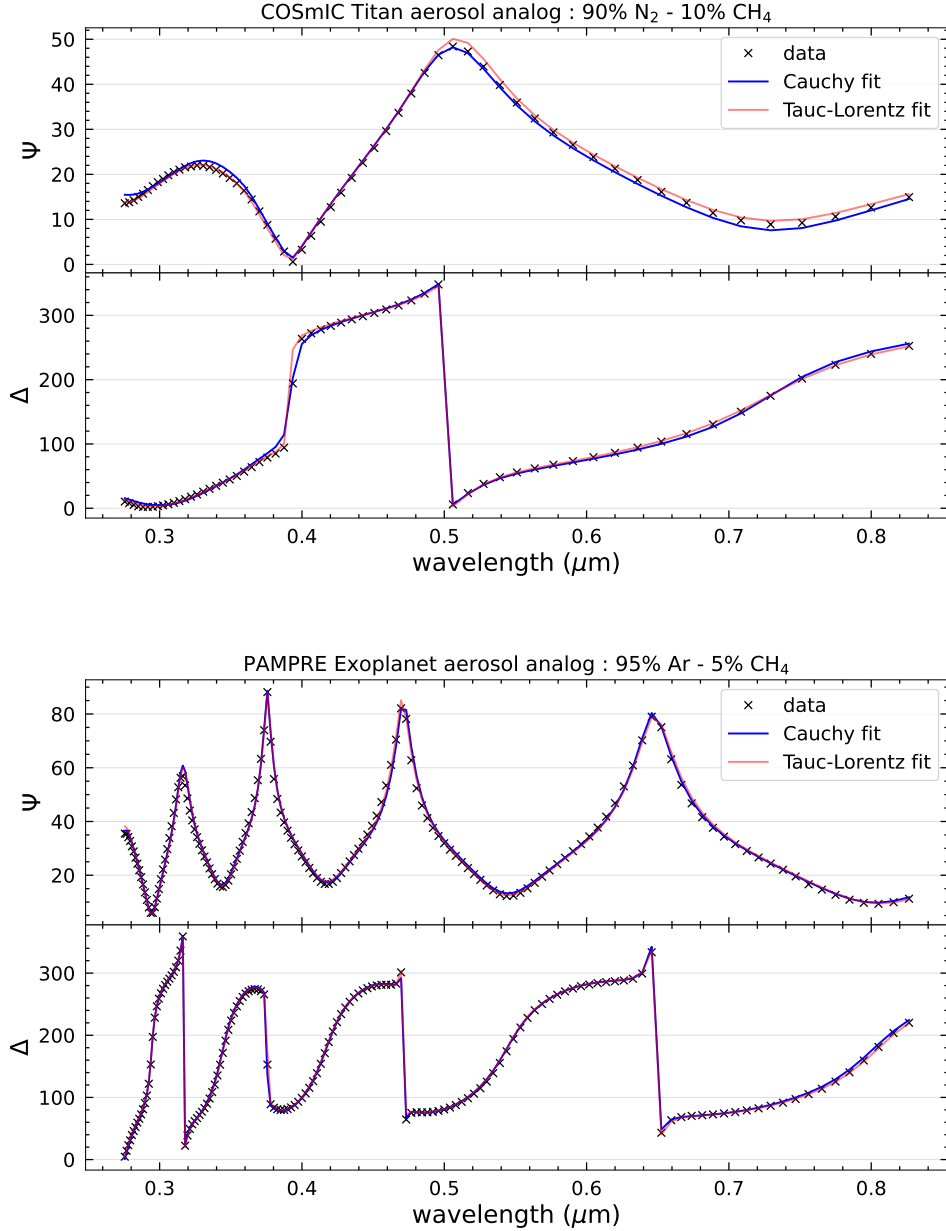 COSmIC Titan aerosol analog : 90% N₂ - 10% CH₄
50
40
30
20
10
0
Ψ
data
Cauchy fit
Tauc-Lorentz fit
300
200
100
0
Δ
0.3 0.4 0.5 0.6 0.7 0.8
wavelength (μm)
PAMPRE Exoplanet aerosol analog : 95% Ar - 5% CH₄
80
60
40
20
Ψ
data
Cauchy fit
Tauc-Lorentz fit
300
200
100
0
Δ
0.3 0.4 0.5 0.6 0.7 0.8
wavelength (μm)